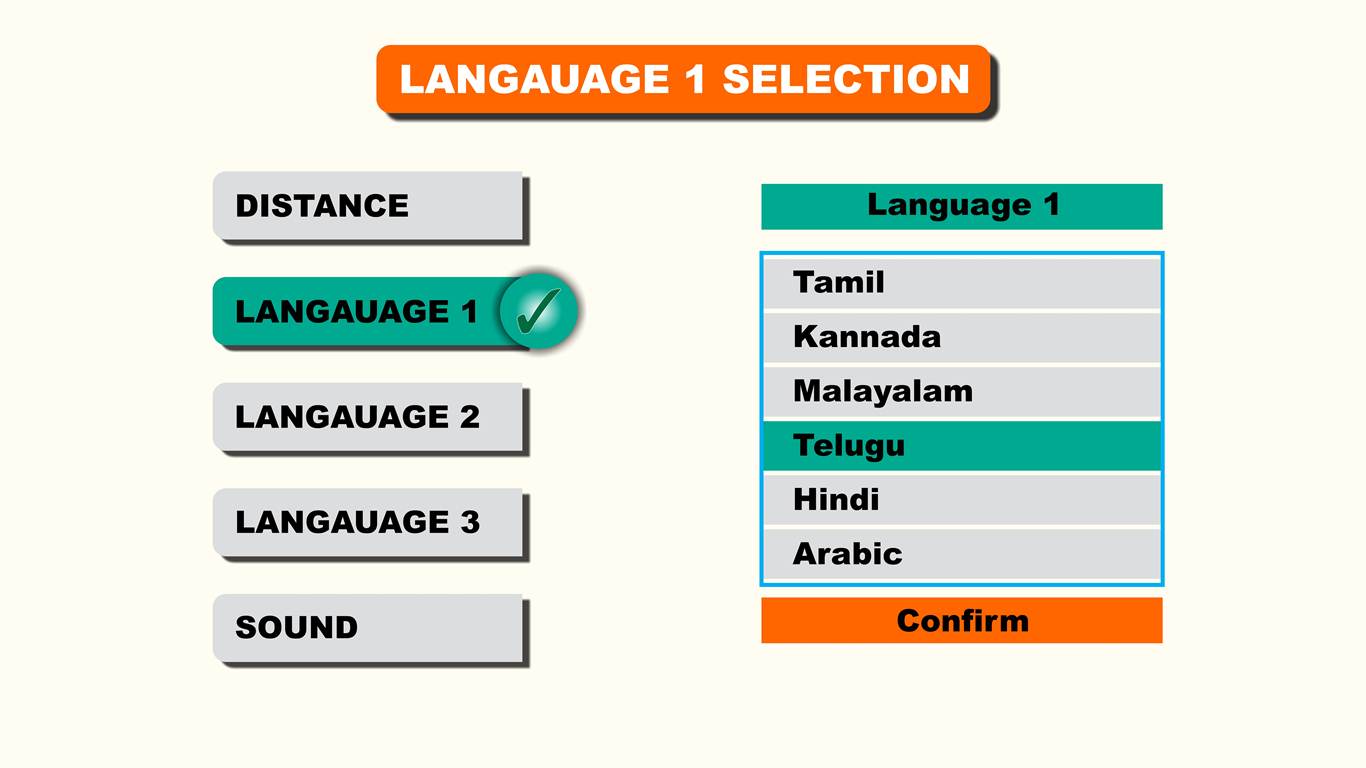 LANGAUAGE 1 SELECTION
DISTANCE
LANGAUAGE 1
LANGAUAGE 2
LANGAUAGE 3
SOUND
Language 1
Tamil
Kannada
Malayalam
Telugu
Hindi
Arabic
Confirm